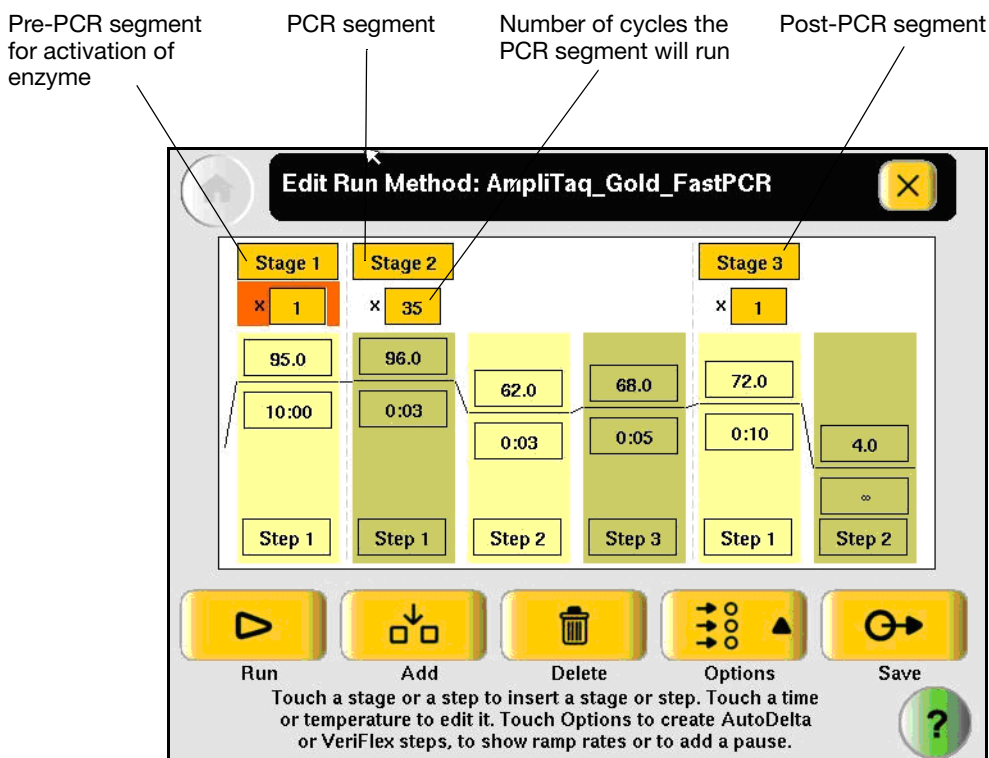 Pre-PCR segment
for activation of
enzyme
PCR segment
Number of cycles the
PCR segment will run
Post-PCR segment
Edit Run Method: AmpliTaq_Gold_FastPCR
Stage 1
Stage 2
Stage 3
x 1
x 35
x 1
95.0
96.0
62.0
68.0
72.0
4.0
10:00
0:03
0:03
0:05
0:10
∞
Step 1
Step 1
Step 2
Step 3
Step 1
Step 2
Run
Add
Delete
Options
Save
Touch a stage or a step to insert a stage or step. Touch a time
or temperature to edit it. Touch Options to create AutoDelta
or VeriFlex steps, to show ramp rates or to add a pause.
?